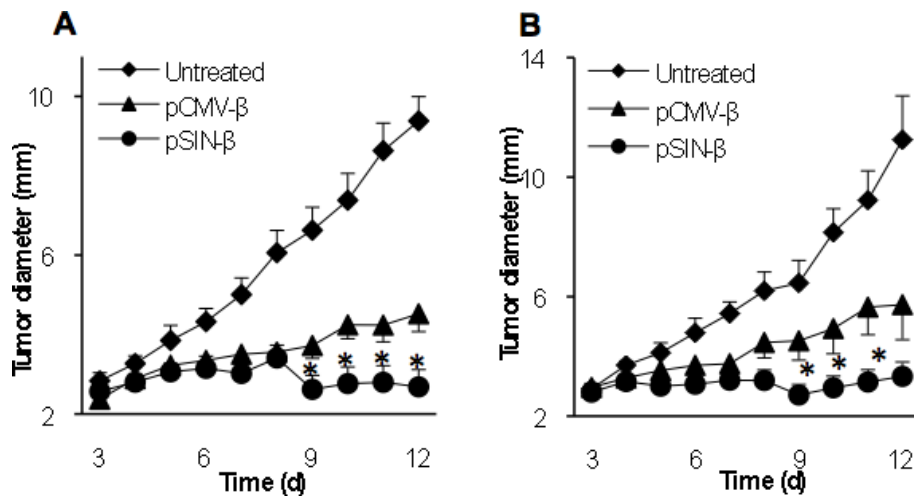 A
Untreated
pCMV-β
pSIN-β
10
6
2
Tumor diameter (mm)
* * * *
3 6 9 12
Time (d)
B
14
Untreated
pCMV-β
pSIN-β
10
6
2
Tumor diameter (mm)
* * *
3 6 9 12
Time (d)